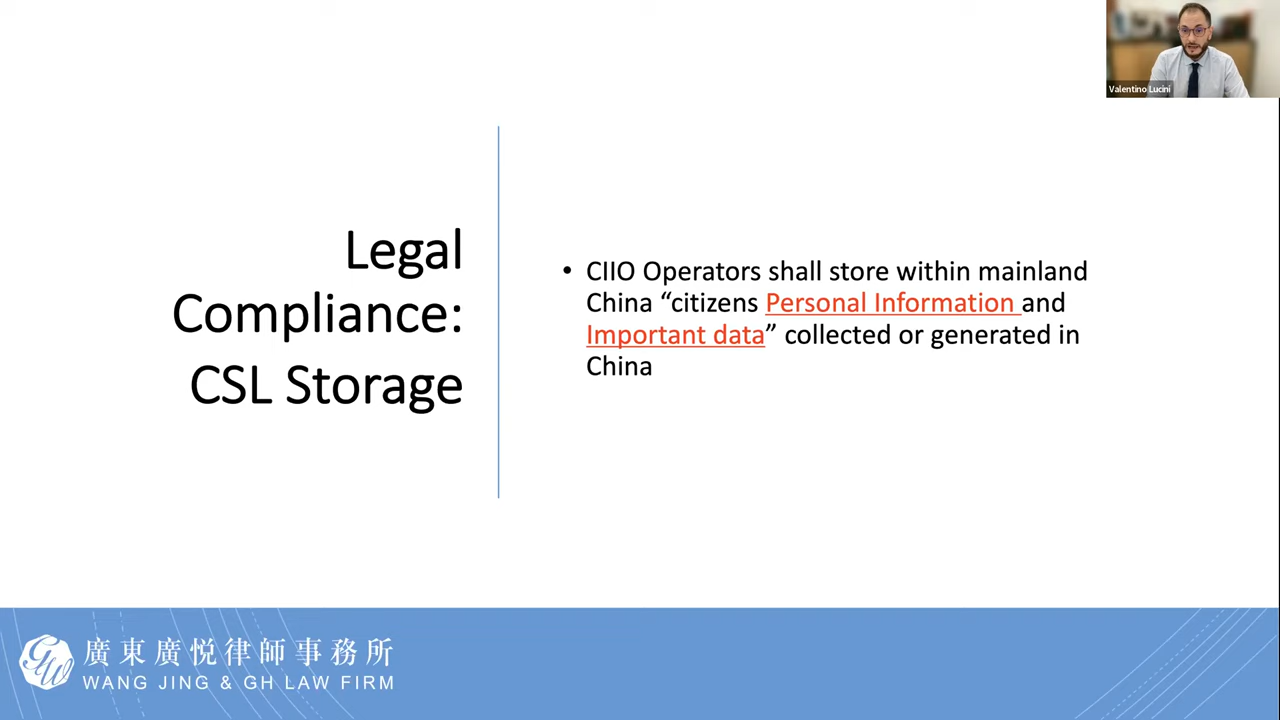 Valentino Lucini
Legal
Compliance:
CSL Storage
• CIIO Operators shall store within mainland
China “citizens Personal Information and
Important data” collected or generated in
China
GW
廣東廣悅律師事務所
WANG JING & GH LAW FIRM